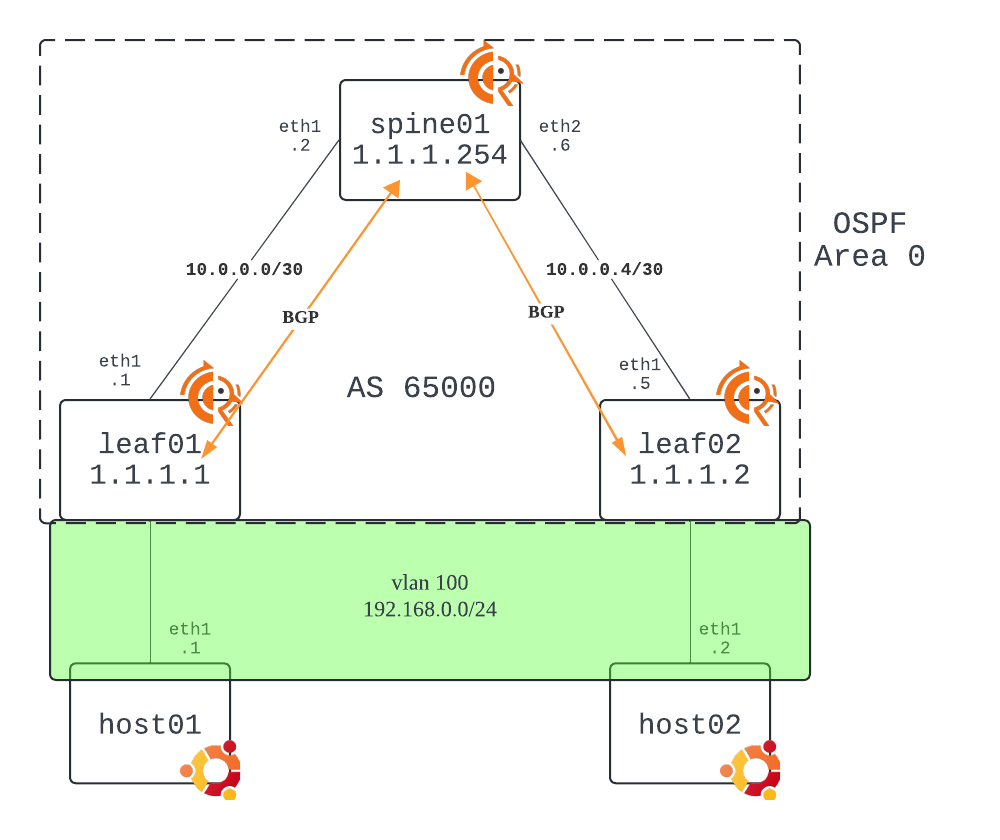 spine01
1.1.1.254
eth1
.2
eth2
.6
OSPF
Area 0
10.0.0.0/30
10.0.0.4/30
BGP
BGP
eth1
.1
AS 65000
eth1
.5
leaf01
1.1.1.1
leaf02
1.1.1.2
vlan 100
192.168.0.0/24
eth1
.1
eth1
.2
host01
host02